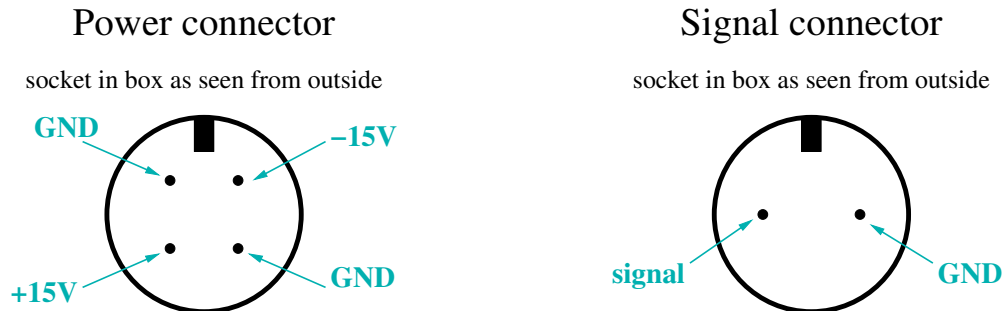 Power connector
socket in box as seen from outside
GND
−15V
+15V
GND
Signal connector
socket in box as seen from outside
signal
GND